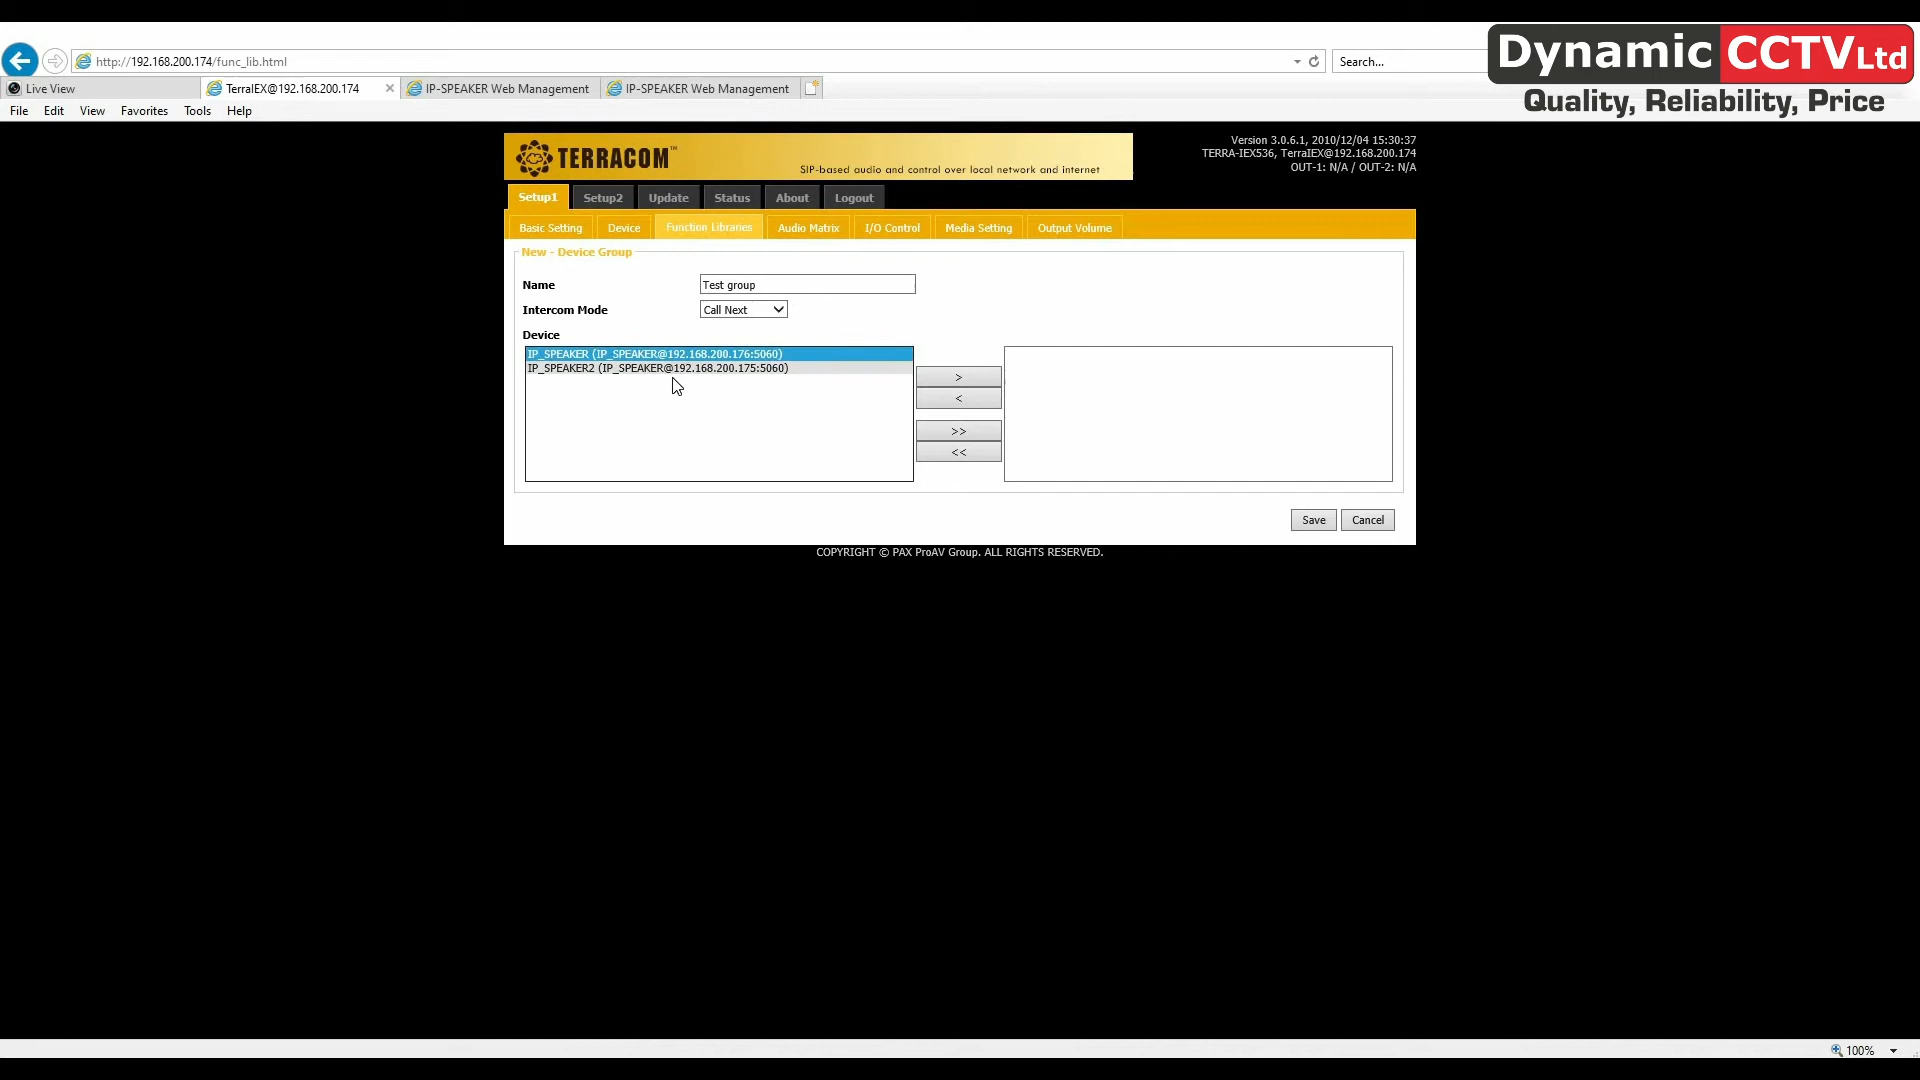 Dynamic CCTV Ltd
Quality, Reliability, Price
http://192.168.200.174/func_lib.html
Search...
Live View
TerraIEX@192.168.200.174
IP-SPEAKER Web Management
IP-SPEAKER Web Management
File Edit View Favorites Tools Help
TERRACOM™
SIP-based audio and control over local network and internet
Version 3.0.6.1, 2010/12/04 15:30:37
TERRA-IEX536, TerraIEX@192.168.200.174
OUT-1: N/A / OUT-2: N/A
Setup1 Setup2 Update Status About Logout
Basic Setting Device Function Libraries Audio Matrix I/O Control Media Setting Output Volume
New - Device Group
Name Test group
Intercom Mode Call Next
Device
IP_SPEAKER (IP_SPEAKER@192.168.200.176:5060)
IP_SPEAKER2 (IP_SPEAKER@192.168.200.175:5060)
>
<
>>
<<
Save Cancel
COPYRIGHT © PAX ProAV Group. ALL RIGHTS RESERVED.
100%